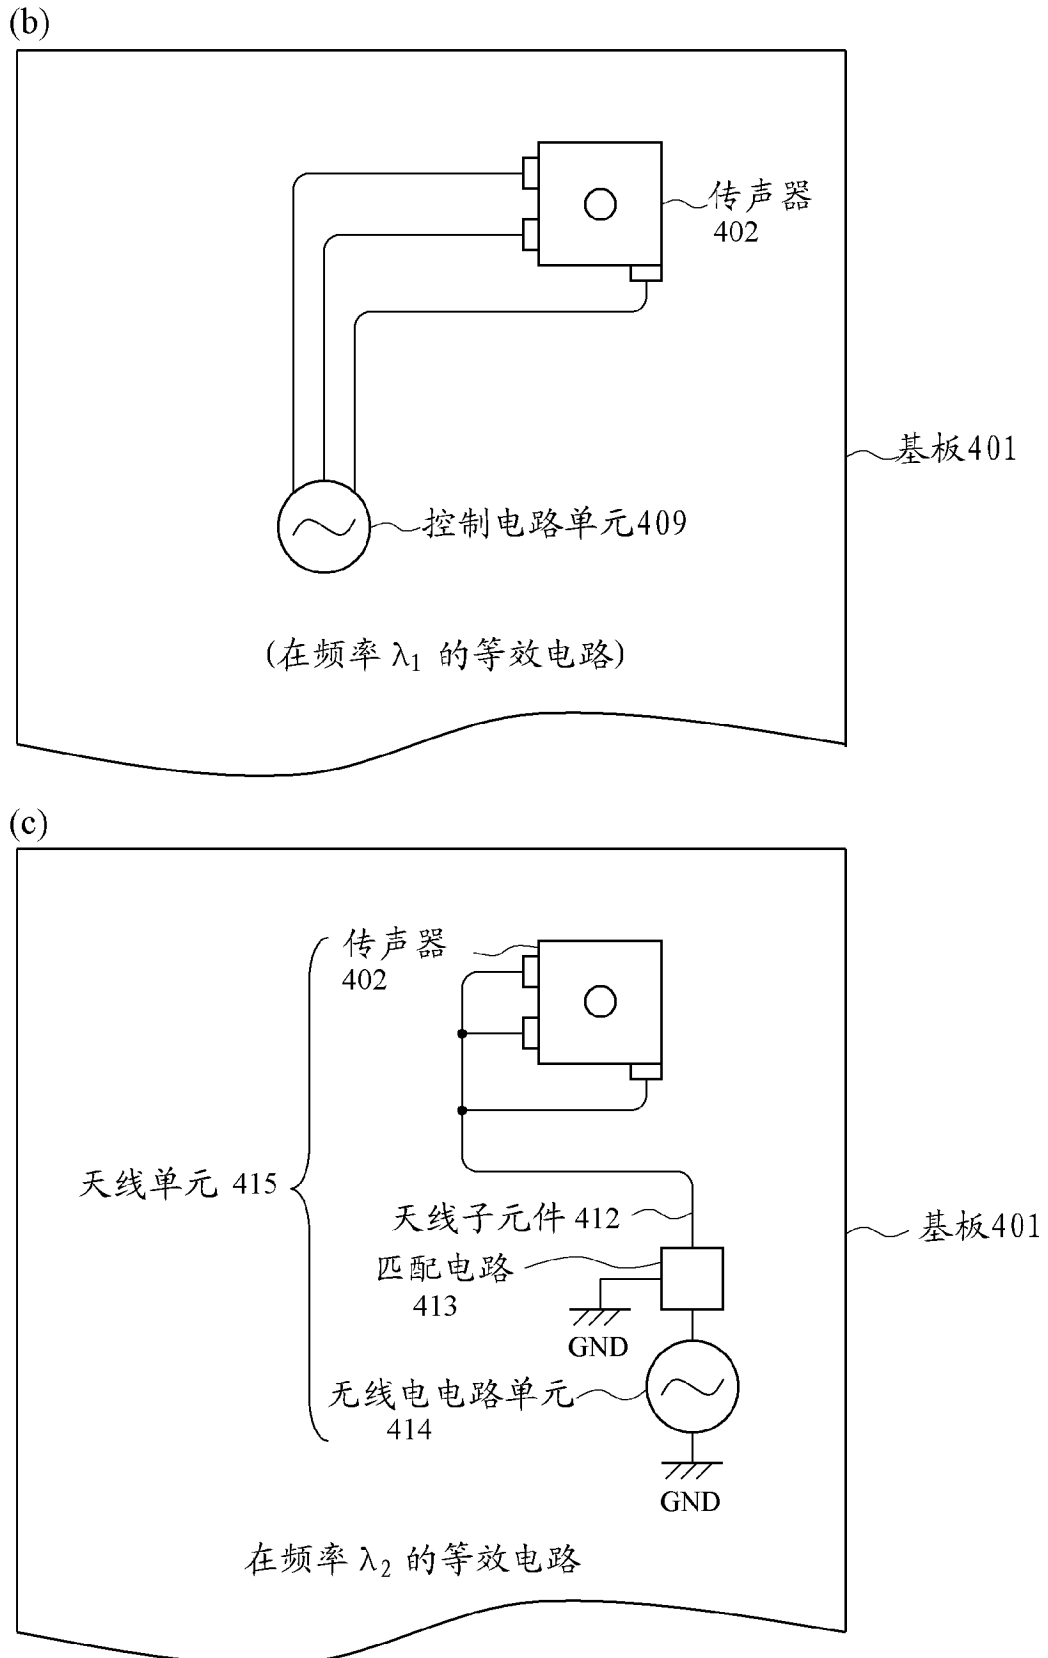 (b)
传声器
402
基板401
控制电路单元409
(在频率 λ1 的等效电路)
(c)
传声器
402
天线单元 415
天线子元件 412
基板401
匹配电路
413
GND
无线电电路单元
414
GND
在频率 λ2 的等效电路